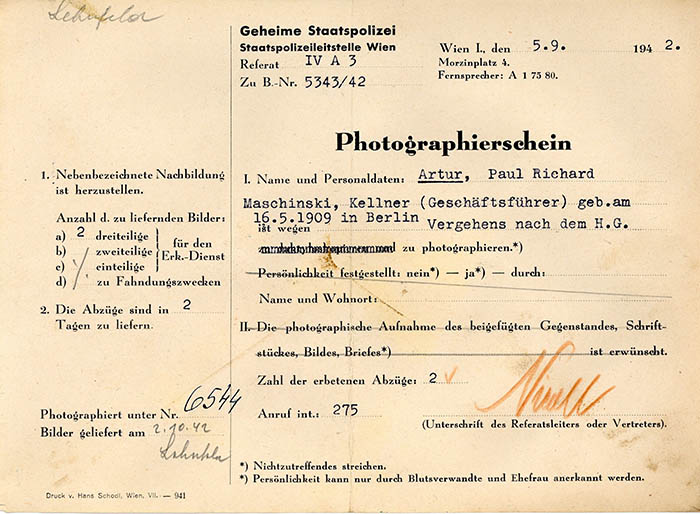 Lehnfeld
Geheime Staatspolizei
Staatspolizeileitstelle Wien
Referat IV A 3
Zu B.-Nr. 5343/42
Wien I., den 5.9. 194 2.
Morzinplatz 4.
Fernsprecher: A 1 75 80.
Photographierschein
1. Nebenbezeichnete Nachbildung
ist herzustellen.
Anzahl d. zu liefernden Bilder:
a) 2 dreiteilige
b) zweiteilige
c) einteilige
für den
Erk.-Dienst
d) zu Fahndungszwecken
2. Die Abzüge sind in 2
Tagen zu liefern.
Photographiert unter Nr. 6544
Bilder geliefert am 2.10.42
I. Name und Personaldaten: Artur, Paul Richard
Maschinski, Kellner (Geschäftsführer) geb.am
16.5.1909 in Berlin
ist wegen Vergehens nach dem H.G.
zu photographieren.*)
Persönlichkeit festgestellt: nein*) — ja*) — durch:
Name und Wohnort:
II. Die photographische Aufnahme des beigefügten Gegenstandes, Schrift-
stückes, Bildes, Briefes*) ist erwünscht.
Zahl der erbetenen Abzüge: 2
Anruf int.: 275
(Unterschrift des Referatsleiters oder Vertreters).
*) Nichtzutreffendes streichen.
*) Persönlichkeit kann nur durch Blutsverwandte und Ehefrau anerkannt werden.
Druck v. Hans Schodl, Wien, VII. — 941